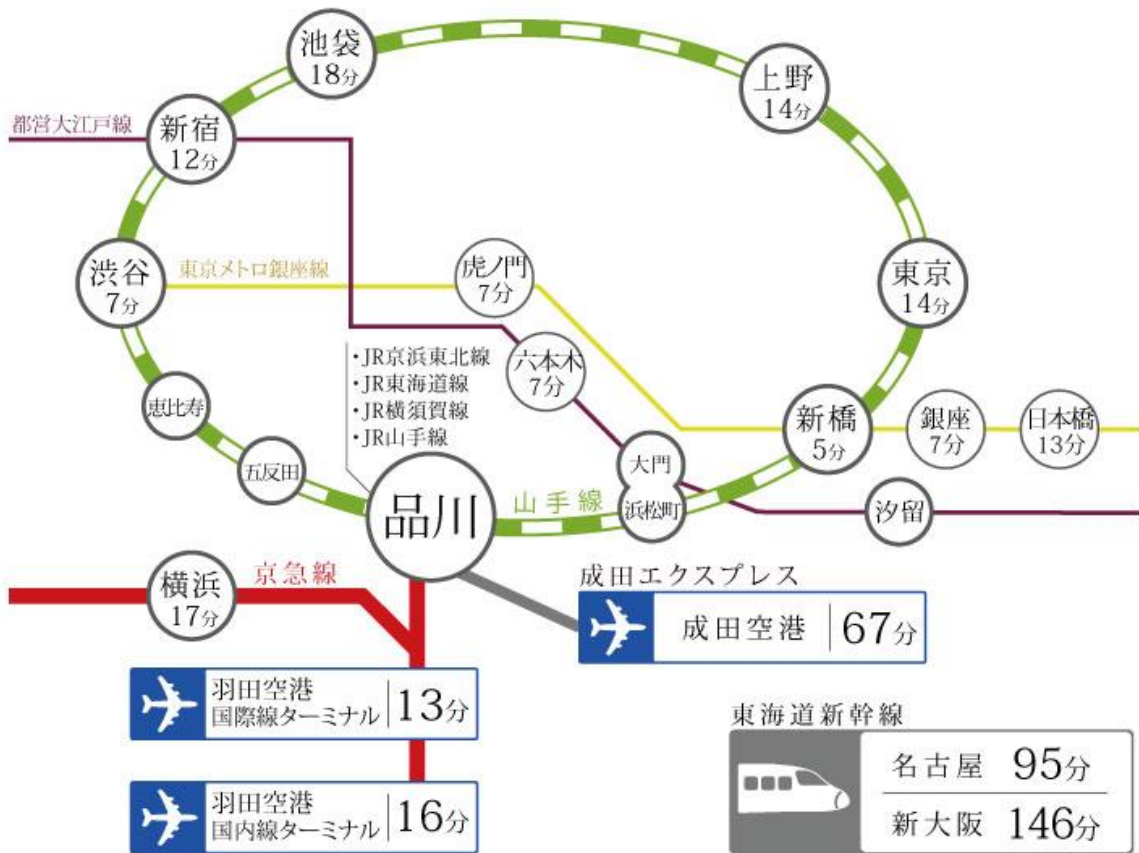 池袋
18分
上野
14分
都営大江戸線
新宿
12分
渋谷
7分
東京メトロ銀座線
虎ノ門
7分
東京
14分
・JR京浜東北線
・JR東海道線
・JR横須賀線
・JR山手線
六本木
7分
恵比寿
五反田
新橋
5分
銀座
7分
日本橋
13分
大門
浜松町
汐留
品川
山手線
横浜
17分
京急線
成田エクスプレス
成田空港 67分
羽田空港
国際線ターミナル 13分
羽田空港
国内線ターミナル 16分
東海道新幹線
名古屋 95分
新大阪 146分